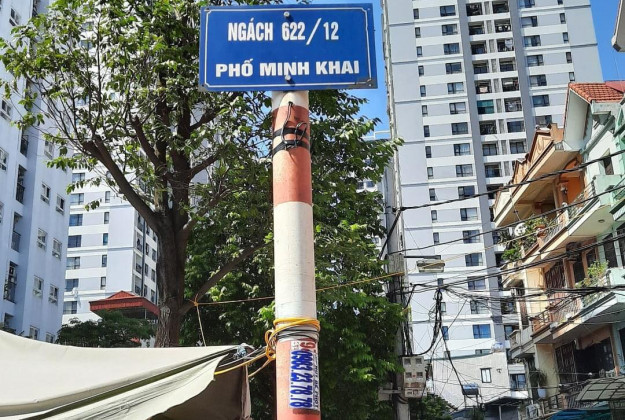 NGÁCH 622/12
PHỐ MINH KHAI